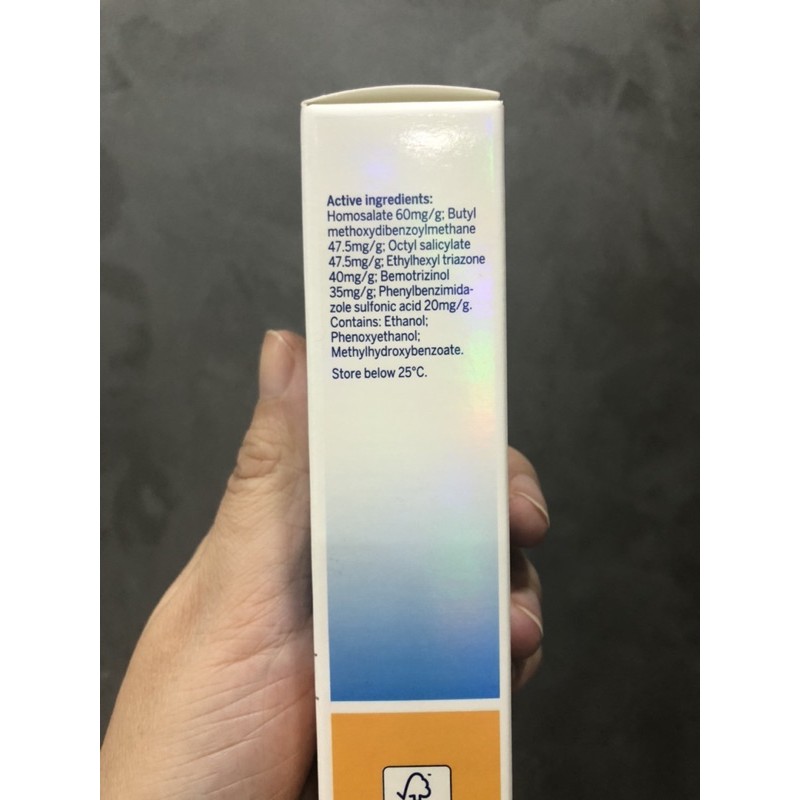 Active ingredients:
Homosalate 60mg/g; Butyl
methoxydibenzoylmethane
47.5mg/g; Octyl salicylate
47.5mg/g; Ethylhexyl triazone
40mg/g; Bemotrizinol
35mg/g; Phenylbenzimida-
zole sulfonic acid 20mg/g.
Contains: Ethanol;
Phenoxyethanol;
Methylhydroxybenzoate.
Store below 25°C.